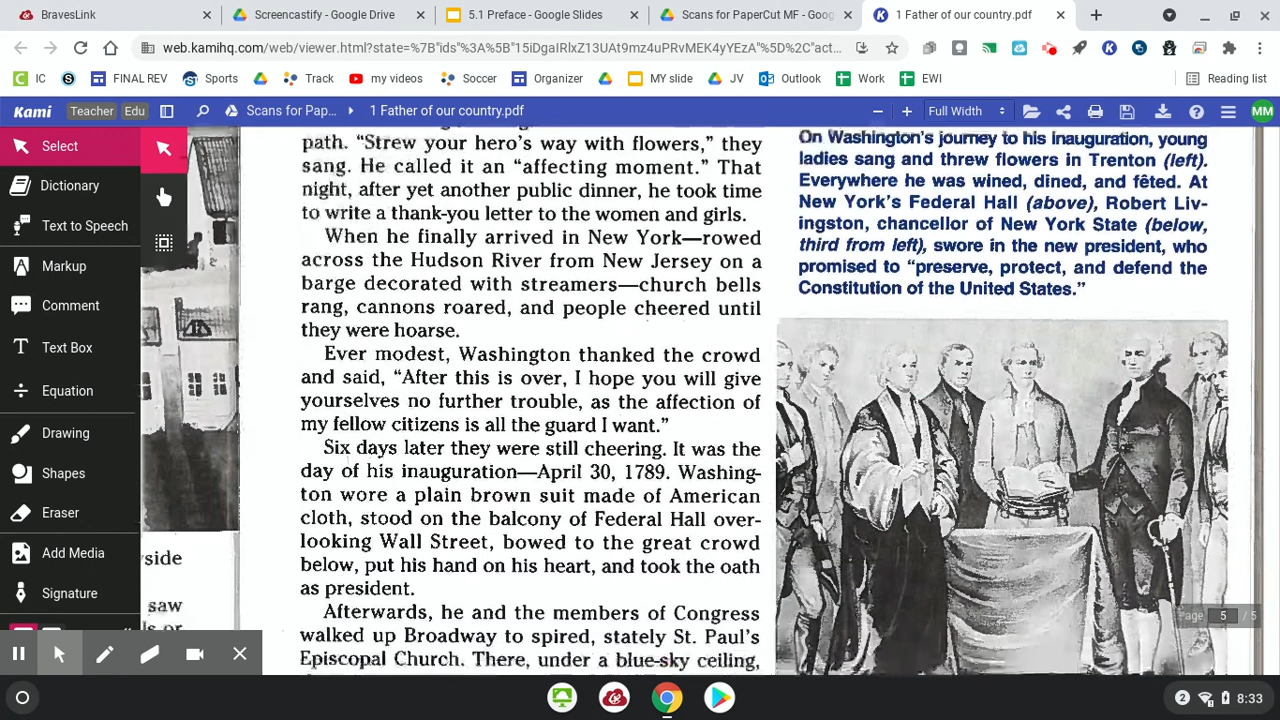 BravesLink
Screencastify - Google Drive
5.1 Preface - Google Slides
Scans for PaperCut MF - Goog
1 Father of our country.pdf
web.kamihq.com/web/viewer.html?state=%7B"ids"%3A%5B"15iDgaIRlxZ13UAt9mz4uPRvMEK4yYEzA"%5D%2C"act...
IC
FINAL REV
Sports
Track
my videos
Soccer
Organizer
MY slide
JV
Outlook
Work
EWI
Reading list
Kami
Teacher
Edu
Scans for Pap...
1 Father of our country.pdf
Full Width
MM
Select
Dictionary
Text to Speech
Markup
Comment
Text Box
Equation
Drawing
Shapes
Eraser
Add Media
Signature
yside
saw
path. “Strew your hero’s way with flowers,” they
sang. He called it an “affecting moment.” That
night, after yet another public dinner, he took time
to write a thank-you letter to the women and girls.
When he finally arrived in New York—rowed
across the Hudson River from New Jersey on a
barge decorated with streamers—church bells
rang, cannons roared, and people cheered until
they were hoarse.
Ever modest, Washington thanked the crowd
and said, “After this is over, I hope you will give
yourselves no further trouble, as the affection of
my fellow citizens is all the guard I want.”
Six days later they were still cheering. It was the
day of his inauguration—April 30, 1789. Washing-
ton wore a plain brown suit made of American
cloth, stood on the balcony of Federal Hall over-
looking Wall Street, bowed to the great crowd
below, put his hand on his heart, and took the oath
as president.
Afterwards, he and the members of Congress
walked up Broadway to spired, stately St. Paul’s
Episcopal Church. There, under a blue-sky ceiling,
On Washington’s journey to his inauguration, young
ladies sang and threw flowers in Trenton (left).
Everywhere he was wined, dined, and fêted. At
New York’s Federal Hall (above), Robert Liv-
ingston, chancellor of New York State (below,
third from left), swore in the new president, who
promised to “preserve, protect, and defend the
Constitution of the United States.”
Page 5 / 5
2
8:33